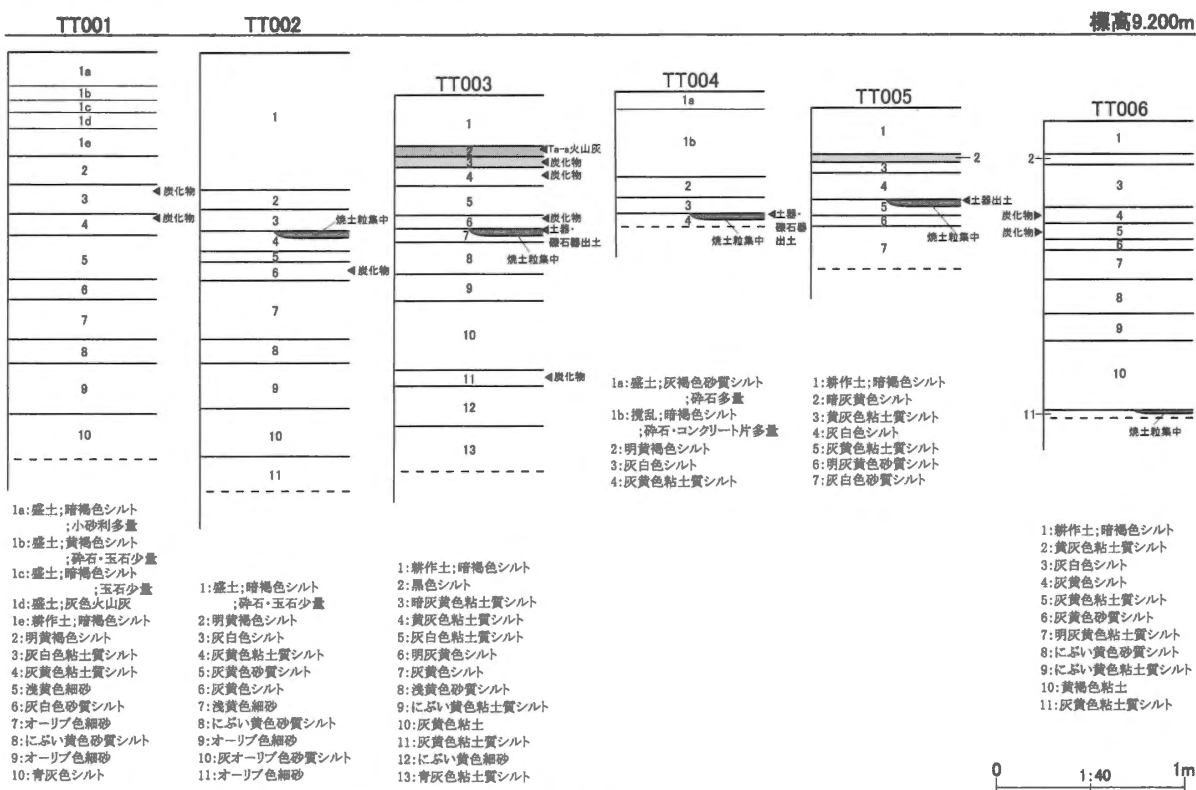 TT001
TT002
標高9.200m
1a
1b
1c
1d
1e
2
3
4
5
6
7
8
9
10
◀炭化物
◀炭化物
1
2
3
4
5
6
7
8
9
10
11
焼土粒集中
◀炭化物
TT003
1
2
3
4
5
6
7
8
9
10
11
12
13
◀Ta-a火山灰
◀炭化物
◀炭化物
◀炭化物
◀土器・
礫石器出土
焼土粒集中
◀炭化物
TT004
1a
1b
2
3
4
◀土器・
礫石器
出土
焼土粒集中
TT005
1
2
3
4
5
6
7
◀土器出土
焼土粒集中
TT006
1
2
3
4
5
6
7
8
9
10
11
炭化物▶
炭化物▶
焼土粒集中
1a:盛土;暗褐色シルト
;小砂利多量
1b:盛土;黄褐色シルト
;砕石・玉石少量
1c:盛土;暗褐色シルト
;玉石少量
1d:盛土;灰色火山灰
1e:耕作土;暗褐色シルト
2:明黄褐色シルト
3:灰白色粘土質シルト
4:灰黄色粘土質シルト
5:浅黄色細砂
6:灰白色砂質シルト
7:オーリブ色細砂
8:にぶい黄色砂質シルト
9:オーリブ色細砂
10:青灰色シルト
1:盛土;暗褐色シルト
;砕石・玉石少量
2:明黄褐色シルト
3:灰白色シルト
4:灰黄色粘土質シルト
5:灰黄色砂質シルト
6:灰黄色シルト
7:浅黄色細砂
8:にぶい黄色砂質シルト
9:オーリブ色細砂
10:灰オーリブ色砂質シルト
11:オーリブ色細砂
1:耕作土;暗褐色シルト
2:黒色シルト
3:暗灰黄色粘土質シルト
4:黄灰色粘土質シルト
5:灰白色粘土質シルト
6:明灰黄色シルト
7:灰黄色シルト
8:浅黄色砂質シルト
9:にぶい黄色粘土質シルト
10:灰黄色粘土
11:灰黄色粘土質シルト
12:にぶい黄色細砂
13:青灰色粘土質シルト
1a:盛土;灰褐色砂質シルト
;砕石多量
1b:攪乱;暗褐色シルト
;砕石・コンクリート片多量
2:明黄褐色シルト
3:灰白色シルト
4:灰黄色粘土質シルト
1:耕作土;暗褐色シルト
2:暗灰黄色シルト
3:黄灰色粘土質シルト
4:灰白色シルト
5:灰黄色粘土質シルト
6:明灰黄色砂質シルト
7:灰白色砂質シルト
1:耕作土;暗褐色シルト
2:黄灰色粘土質シルト
3:灰白色シルト
4:灰黄色シルト
5:灰黄色粘土質シルト
6:灰黄色砂質シルト
7:明灰黄色粘土質シルト
8:にぶい黄色砂質シルト
9:にぶい黄色粘土質シルト
10:黄褐色粘土
11:灰黄色粘土質シルト
0
1:40
1m